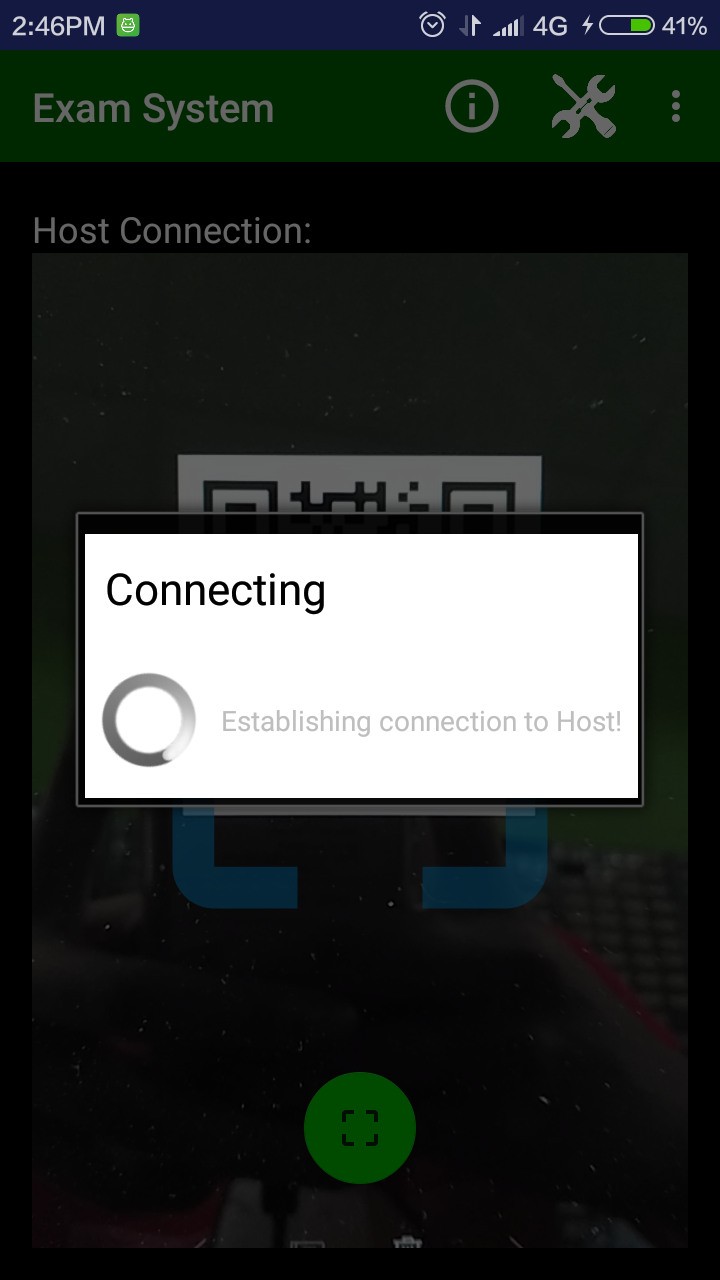 2:46PM 4G 41%
Exam System
Host Connection:
Connecting
Establishing connection to Host!